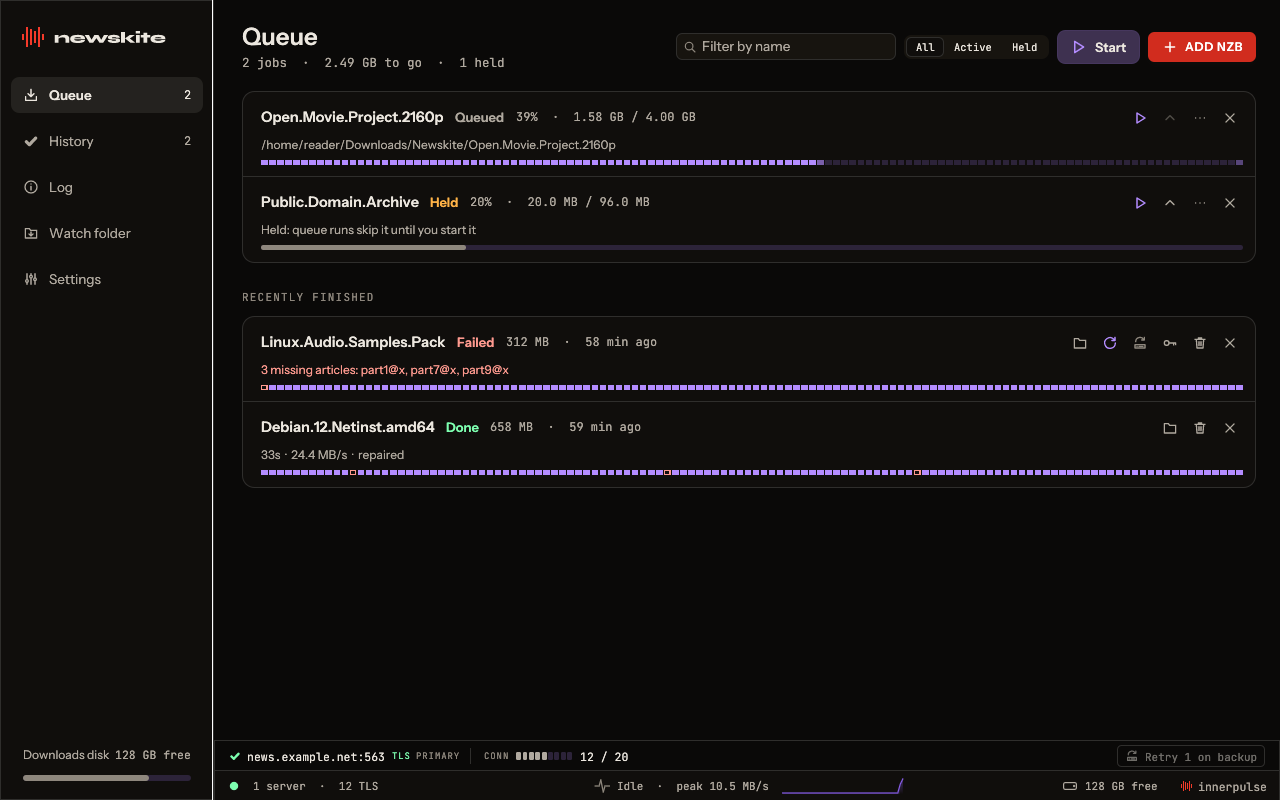 newskite
Queue 2
History 2
Log
Watch folder
Settings
Downloads disk 128 GB free
Queue
2 jobs · 2.49 GB to go · 1 held
Filter by name
All Active Held
Start
ADD NZB
Open.Movie.Project.2160p Queued 39% · 1.58 GB / 4.00 GB
/home/reader/Downloads/Newskite/Open.Movie.Project.2160p
Public.Domain.Archive Held 20% · 20.0 MB / 96.0 MB
Held: queue runs skip it until you start it
RECENTLY FINISHED
Linux.Audio.Samples.Pack Failed 312 MB · 58 min ago
3 missing articles: part1@x, part7@x, part9@x
Debian.12.Netinst.amd64 Done 658 MB · 59 min ago
33s · 24.4 MB/s · repaired
news.example.net:563 TLS PRIMARY CONN 12 / 20 Retry 1 on backup
1 server · 12 TLS Idle · peak 10.5 MB/s 128 GB free innerpulse